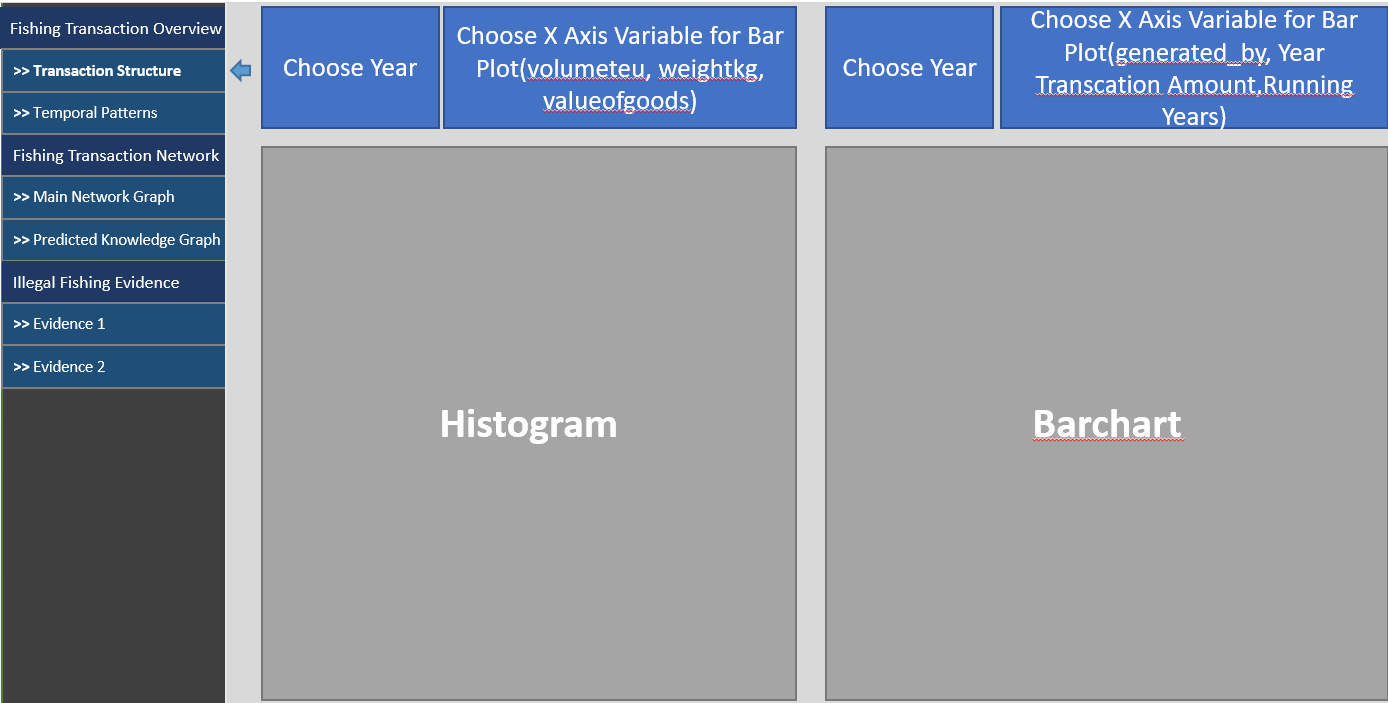 Fishing Transaction Overview
>> Transaction Structure
>> Temporal Patterns
Fishing Transaction Network
>> Main Network Graph
>> Predicted Knowledge Graph
Illegal Fishing Evidence
>> Evidence 1
>> Evidence 2
Choose Year
Choose X Axis Variable for Bar
Plot(volumeteu, weightkg,
valueofgoods)
Choose Year
Choose X Axis Variable for Bar
Plot(generated_by, Year
Transcation Amount,Running
Years)
Histogram
Barchart